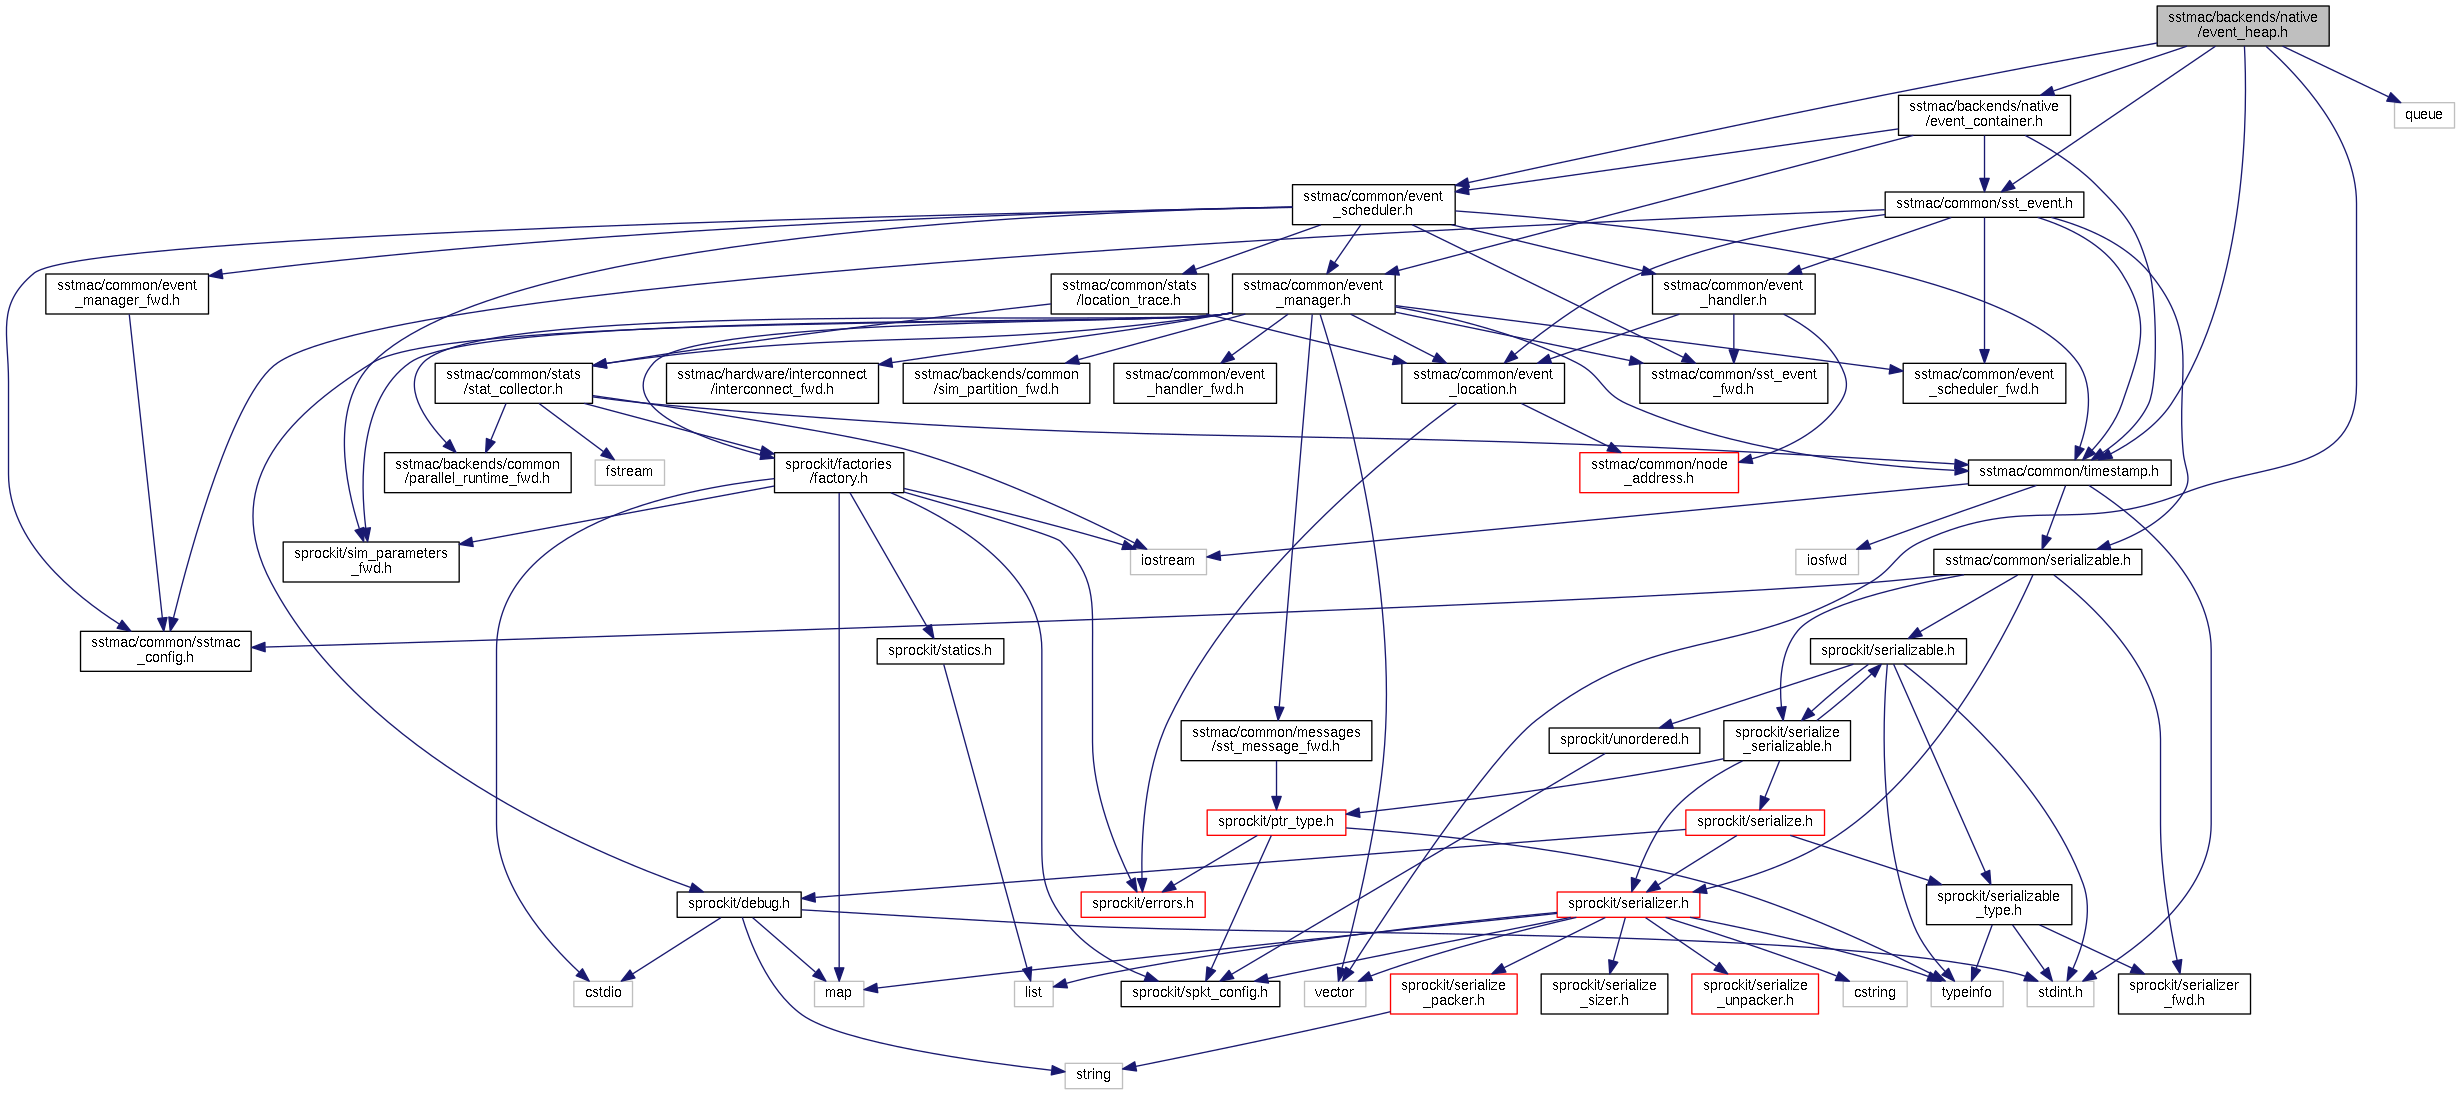 sstmac/backends/native
/event_heap.h
sstmac/backends/native
/event_container.h
queue
sstmac/common/event
_scheduler.h
sstmac/common/sst_event.h
sstmac/common/event
_manager_fwd.h
sstmac/common/stats
/location_trace.h
sstmac/common/event
_manager.h
sstmac/common/event
_handler.h
sstmac/common/stats
/stat_collector.h
sstmac/hardware/interconnect
/interconnect_fwd.h
sstmac/backends/common
/sim_partition_fwd.h
sstmac/common/event
_handler_fwd.h
sstmac/common/event
_location.h
sstmac/common/sst_event
_fwd.h
sstmac/common/event
_scheduler_fwd.h
sstmac/backends/common
/parallel_runtime_fwd.h
fstream
sprockit/factories
/factory.h
sstmac/common/node
_address.h
sstmac/common/timestamp.h
sprockit/sim_parameters
_fwd.h
iostream
iosfwd
sstmac/common/serializable.h
sstmac/common/sstmac
_config.h
sprockit/statics.h
sprockit/serializable.h
sstmac/common/messages
/sst_message_fwd.h
sprockit/unordered.h
sprockit/serialize
_serializable.h
sprockit/ptr_type.h
sprockit/serialize.h
sprockit/debug.h
sprockit/errors.h
sprockit/serializer.h
sprockit/serializable
_type.h
cstdio
map
list
sprockit/spkt_config.h
vector
sprockit/serialize
_packer.h
sprockit/serialize
_sizer.h
sprockit/serialize
_unpacker.h
cstring
typeinfo
stdint.h
sprockit/serializer
_fwd.h
string